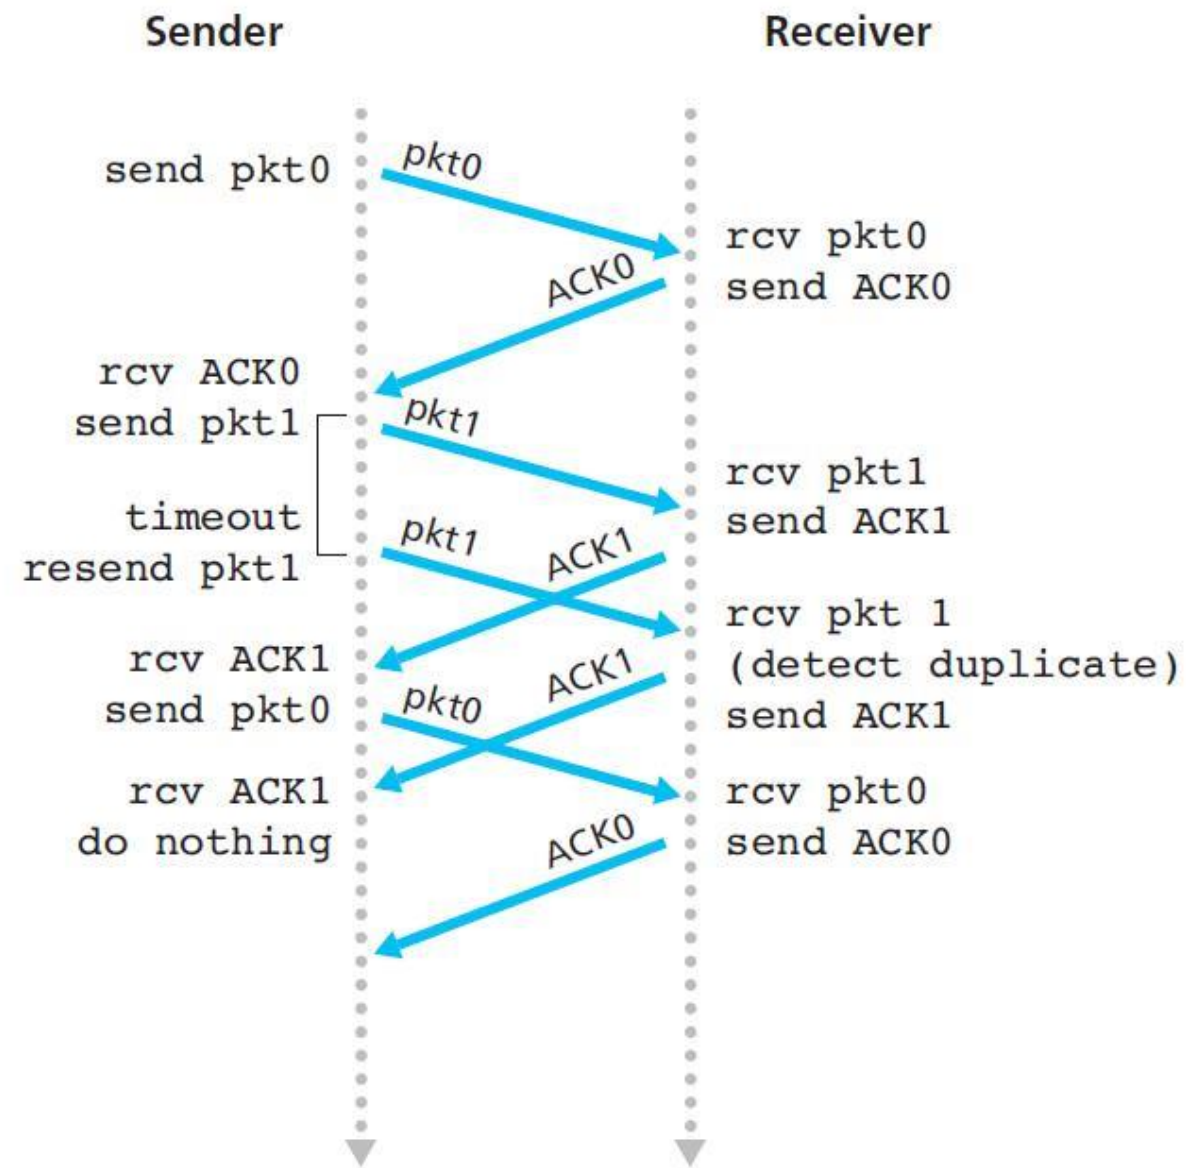 Sender
Receiver
send pkt0
pkt0
rcv pkt0
send ACK0
ACK0
rcv ACK0
send pkt1
pkt1
rcv pkt1
send ACK1
timeout
resend pkt1
pkt1
ACK1
rcv pkt 1
(detect duplicate)
send ACK1
rcv ACK1
send pkt0
pkt0
ACK1
rcv ACK1
do nothing
rcv pkt0
send ACK0
ACK0